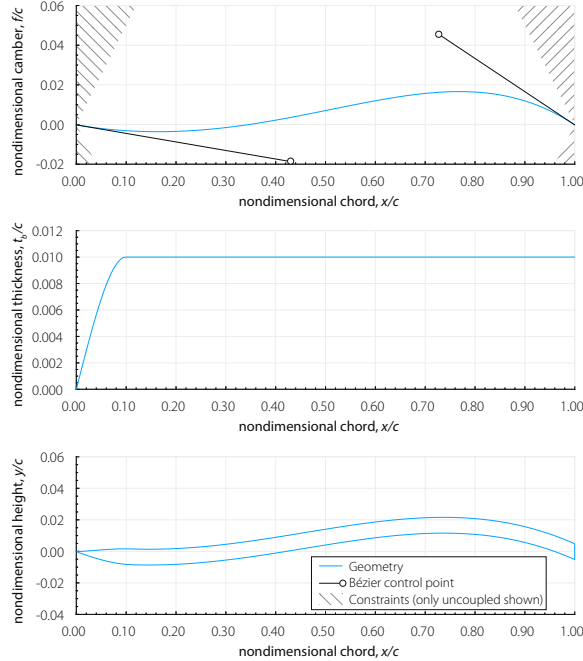 nondimensional camber, f/c
0.06
0.04
0.02
0.00
-0.02
0.00 0.10 0.20 0.30 0.40 0.50 0.60 0.70 0.80 0.90 1.00
nondimensional chord, x/c
nondimensional thickness, t_b/c
0.012
0.010
0.008
0.006
0.004
0.002
0.000
0.00 0.10 0.20 0.30 0.40 0.50 0.60 0.70 0.80 0.90 1.00
nondimensional chord, x/c
nondimensional height, y/c
0.06
0.04
0.02
0.00
-0.02
-0.04
Geometry
Bézier control point
Constraints (only uncoupled shown)
0.00 0.10 0.20 0.30 0.40 0.50 0.60 0.70 0.80 0.90 1.00
nondimensional chord, x/c